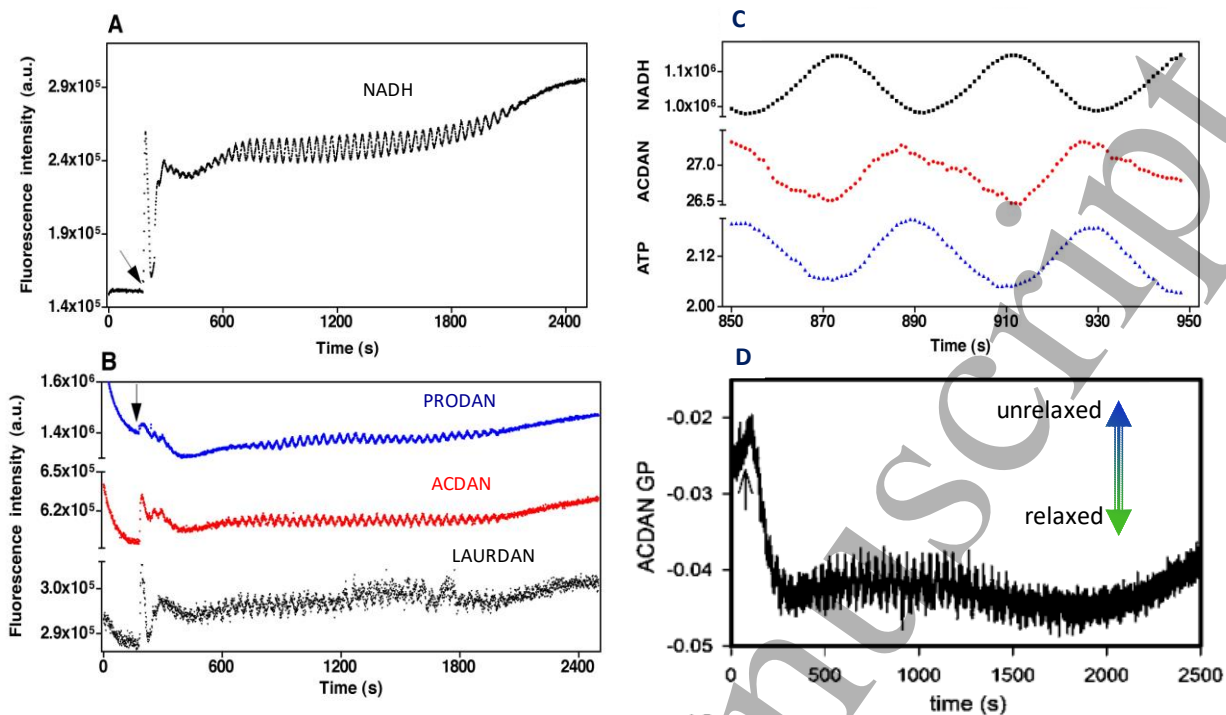 A
Fluorescence intensity (a.u.)
2.9x10⁵
2.4x10⁵
1.9x10⁵
1.4x10⁵
NADH
0
600
1200
1800
2400
Time (s)
B
Fluorescence intensity (a.u.)
1.6x10⁶
1.4x10⁶
6.5x10⁵
6.2x10⁵
3.0x10⁵
2.9x10⁵
PRODAN
ACDAN
LAURDAN
0
600
1200
1800
2400
Time (s)
C
NADH
1.1x10⁶
1.0x10⁶
ACDAN
27.0
26.5
ATP
2.12
2.00
850
870
890
910
930
950
Time (s)
D
ACDAN GP
-0.02
-0.03
-0.04
-0.05
unrelaxed
relaxed
0
500
1000
1500
2000
2500
time (s)